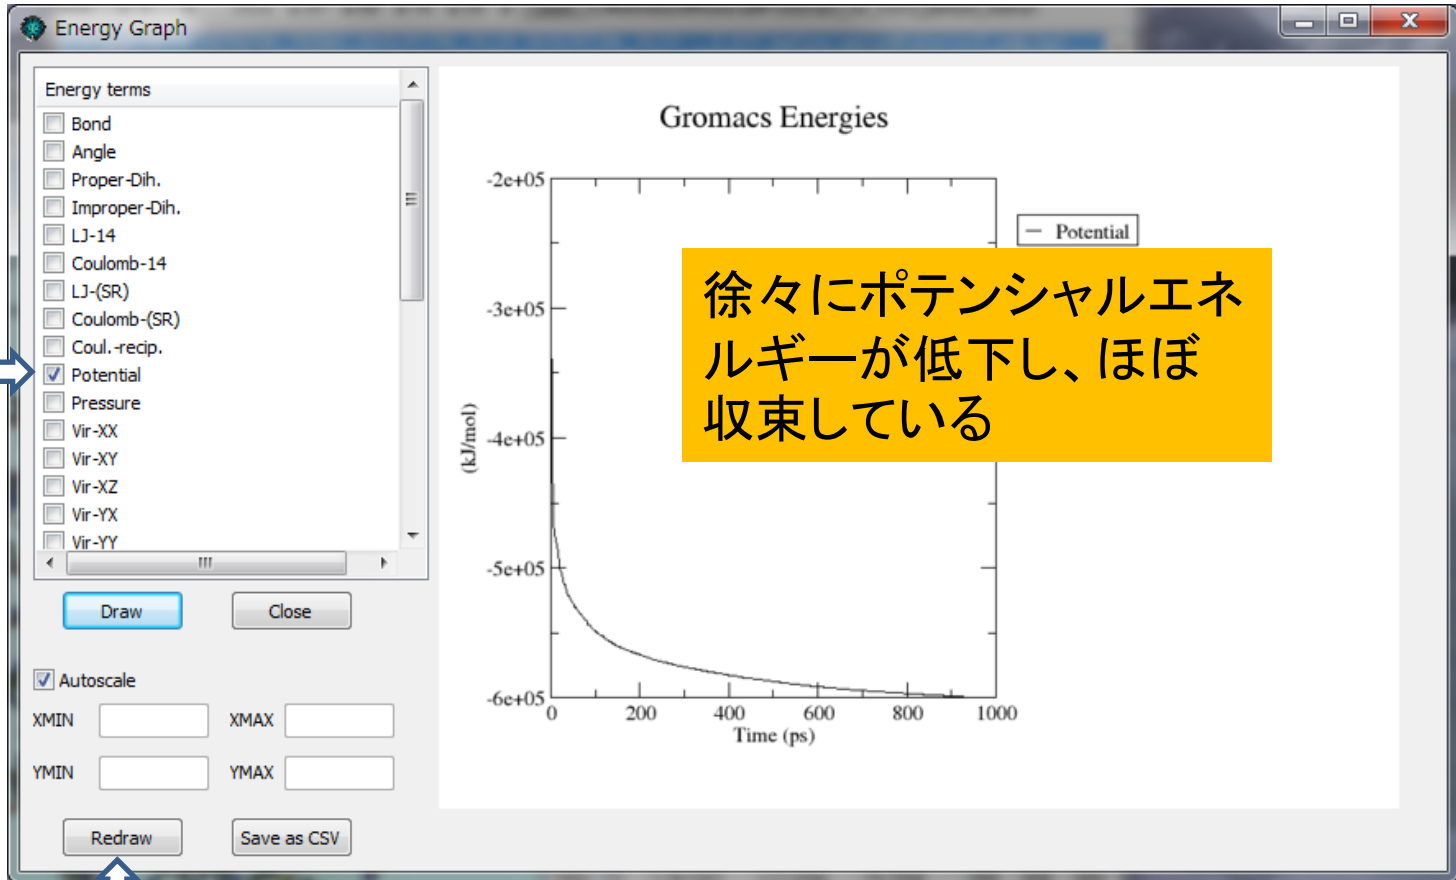 Energy Graph
Energy terms
Bond
Angle
Proper-Dih.
Improper-Dih.
LJ-14
Coulomb-14
LJ-(SR)
Coulomb-(SR)
Coul.-recip.
Potential
Pressure
Vir-XX
Vir-XY
Vir-XZ
Vir-YX
Vir-YY
Draw Close
Autoscale
XMIN XMAX
YMIN YMAX
Redraw Save as CSV
Gromacs Energies
-2e+05
-3e+05
-4e+05
-5e+05
-6e+05
(kJ/mol)
0 200 400 600 800 1000
Time (ps)
Potential
徐々にポテンシャルエネ
ルギーが低下し、ほぼ
収束している